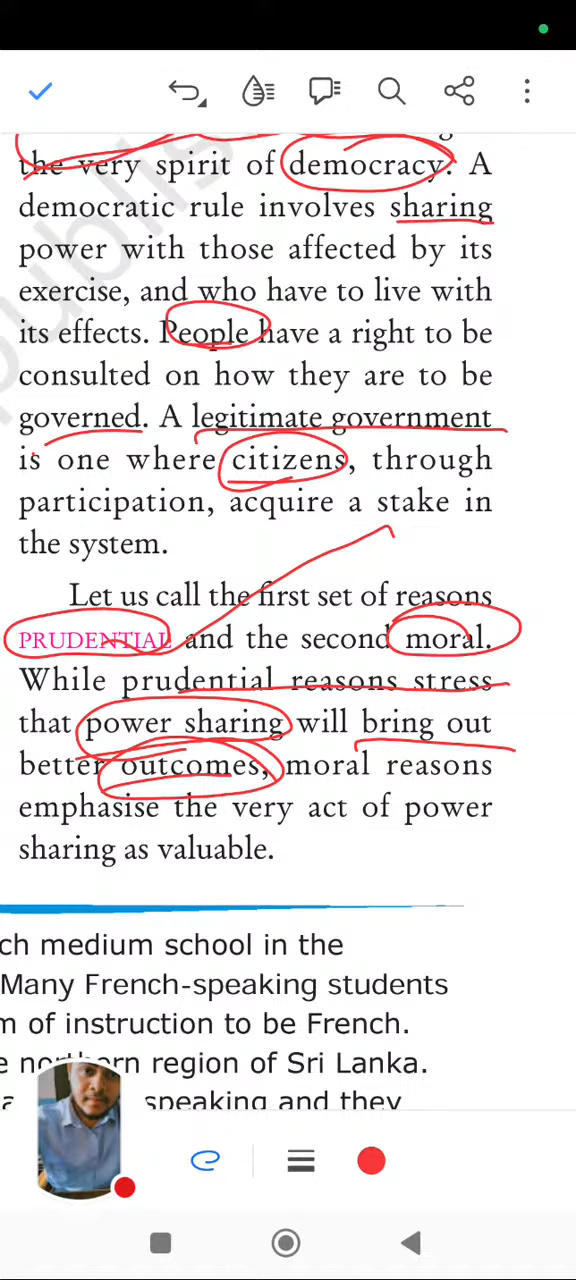 the very spirit of democracy. A
democratic rule involves sharing
power with those affected by its
exercise, and who have to live with
its effects. People have a right to be
consulted on how they are to be
governed. A legitimate government
is one where citizens, through
participation, acquire a stake in
the system.
Let us call the first set of reasons
PRUDENTIAL and the second moral.
While prudential reasons stress
that power sharing will bring out
better outcomes, moral reasons
emphasise the very act of power
sharing as valuable.
ch medium school in the
Many French-speaking students
m of instruction to be French.
e northern region of Sri Lanka.
speaking and they